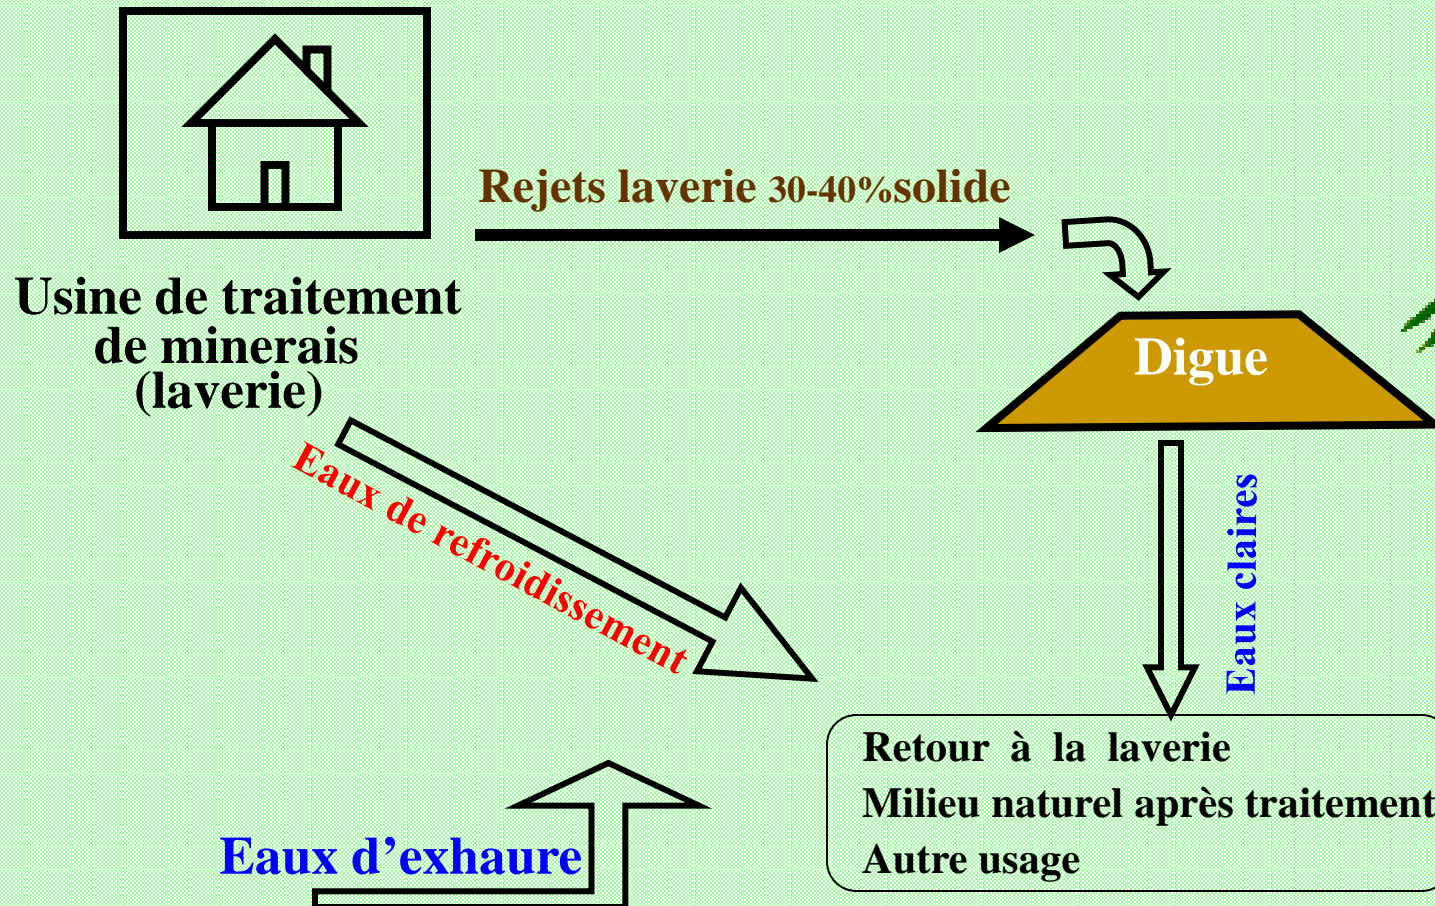 Rejets laverie 30-40%solide
Usine de traitement
de minerais
(laverie)
Digue
Eaux de refroidissement
Eaux claires
Retour à la laverie
Milieu naturel après traitement
Autre usage
Eaux d’exhaure